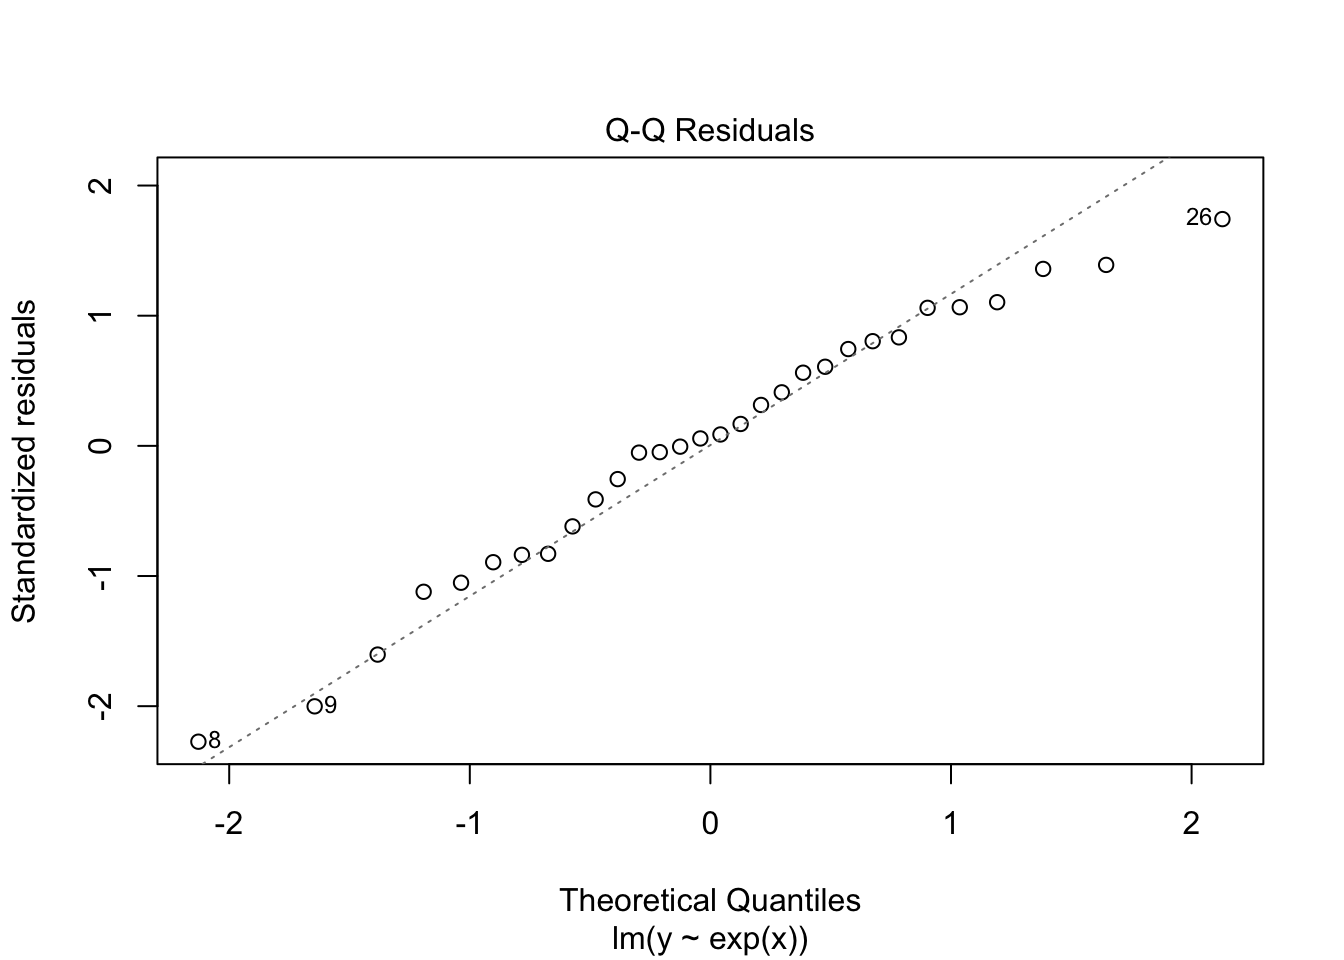 Q-Q Residuals
Standardized residuals
2
1
0
-1
-2
26
9
8
-2 -1 0 1 2
Theoretical Quantiles
lm(y ~ exp(x))